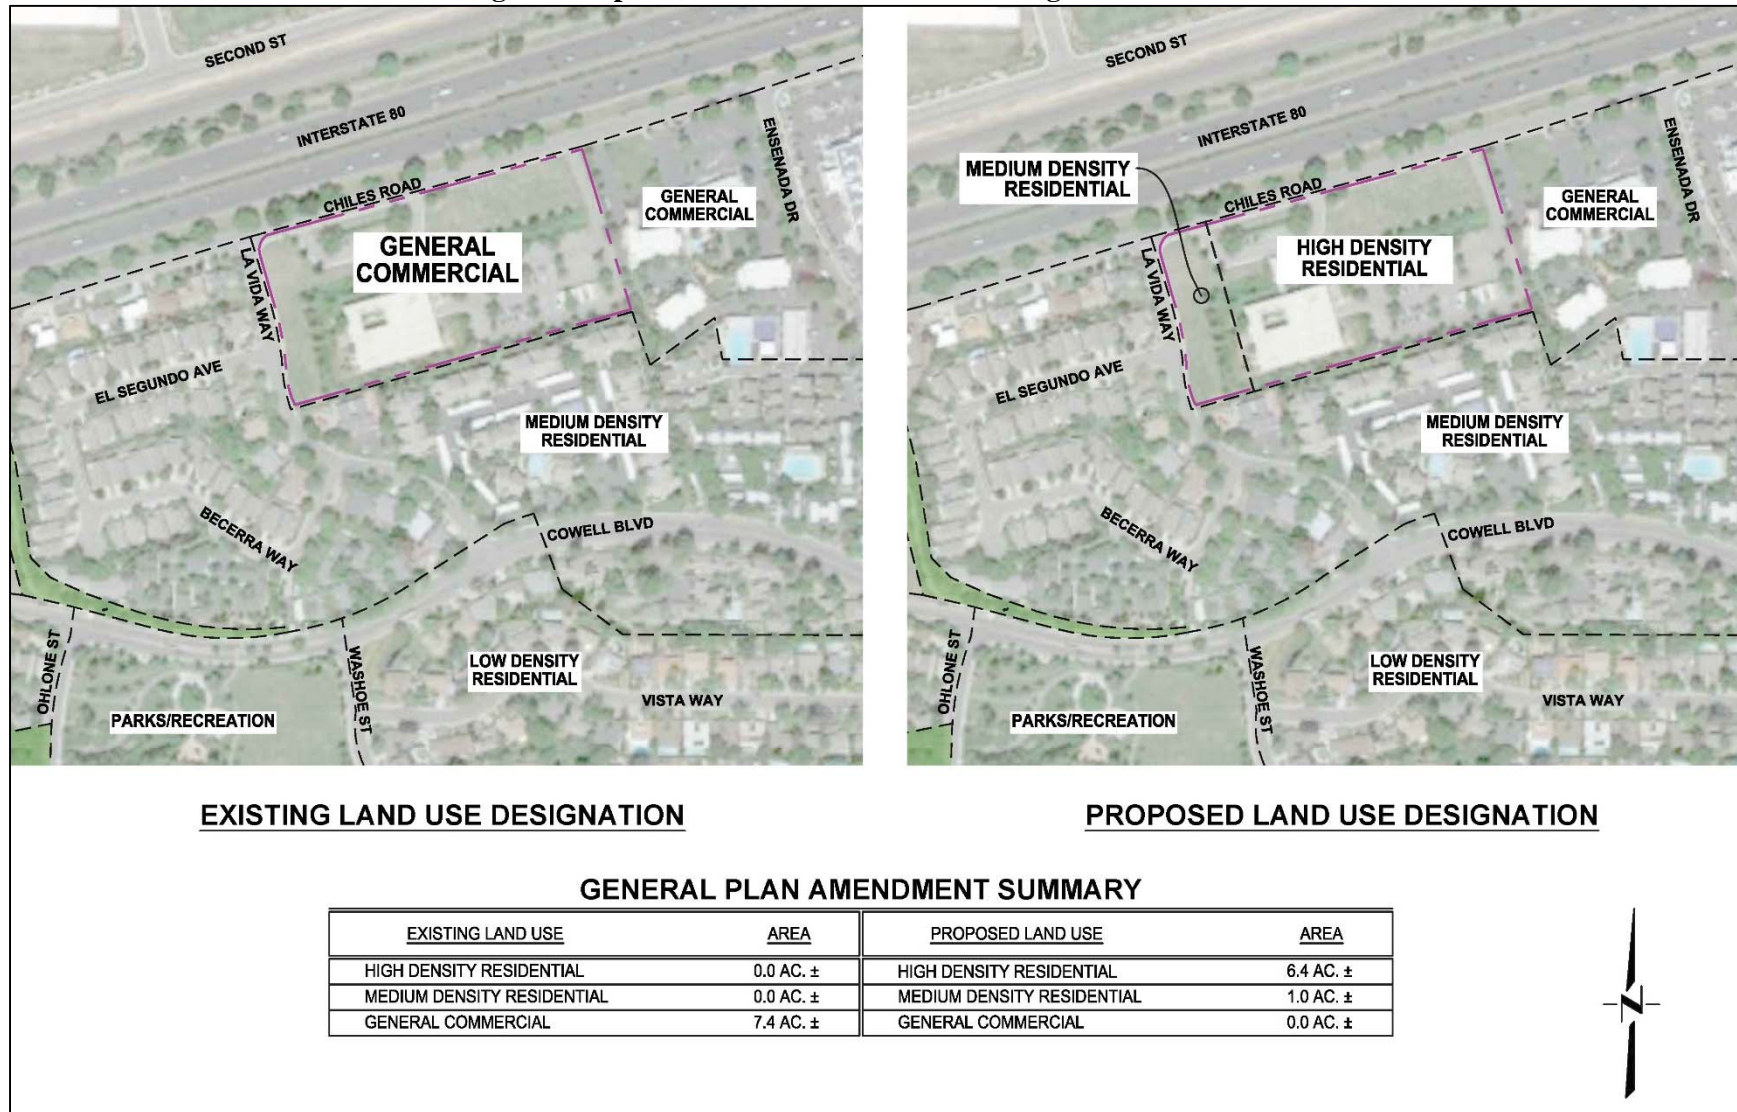 SECOND ST
INTERSTATE 80
CHILES ROAD
ENSENADA DR
GENERAL
COMMERCIAL
GENERAL
COMMERCIAL
LA VIDA WAY
EL SEGUNDO AVE
MEDIUM DENSITY
RESIDENTIAL
BECERRA WAY
COWELL BLVD
OHLONE ST
WASHOE ST
LOW DENSITY
RESIDENTIAL
VISTA WAY
PARKS/RECREATION
SECOND ST
INTERSTATE 80
MEDIUM DENSITY
RESIDENTIAL
CHILES ROAD
ENSENADA DR
GENERAL
COMMERCIAL
HIGH DENSITY
RESIDENTIAL
LA VIDA WAY
EL SEGUNDO AVE
MEDIUM DENSITY
RESIDENTIAL
BECERRA WAY
COWELL BLVD
OHLONE ST
WASHOE ST
LOW DENSITY
RESIDENTIAL
VISTA WAY
PARKS/RECREATION
EXISTING LAND USE DESIGNATION
PROPOSED LAND USE DESIGNATION
GENERAL PLAN AMENDMENT SUMMARY
EXISTING LAND USE AREA PROPOSED LAND USE AREA
HIGH DENSITY RESIDENTIAL 0.0 AC. ± HIGH DENSITY RESIDENTIAL 6.4 AC. ±
MEDIUM DENSITY RESIDENTIAL 0.0 AC. ± MEDIUM DENSITY RESIDENTIAL 1.0 AC. ±
GENERAL COMMERCIAL 7.4 AC. ± GENERAL COMMERCIAL 0.0 AC. ±
N